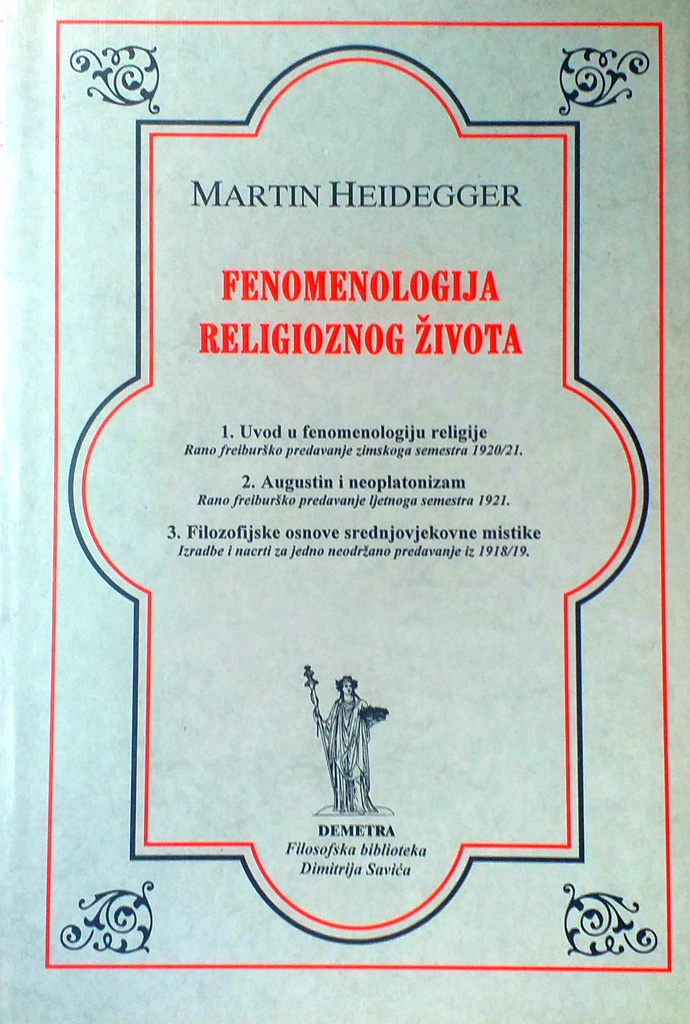 MARTIN HEIDEGGER
FENOMENOLOGIJA
RELIGIOZNOG ŽIVOTA
1. Uvod u fenomenologiju religije
Rano freiburško predavanje zimskoga semestra 1920/21.
2. Augustin i neoplatonizam
Rano freiburško predavanje ljetnoga semestra 1921.
3. Filozofijske osnove srednjovjekovne mistike
Izradbe i nacrti za jedno neodržano predavanje iz 1918/19.
DEMETRA
Filosofska biblioteka
Dimitrija Savića